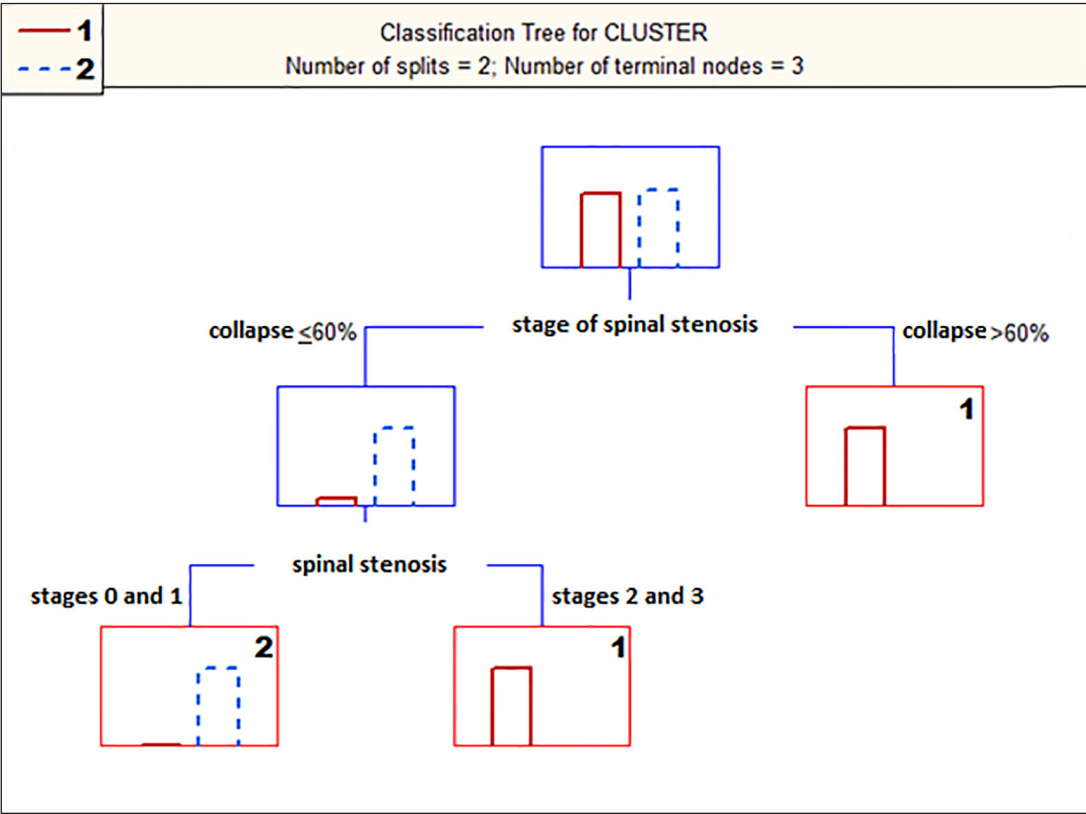 1
2
Classification Tree for CLUSTER
Number of splits = 2; Number of terminal nodes = 3
collapse ≤60%
stage of spinal stenosis
collapse >60%
1
spinal stenosis
stages 0 and 1
stages 2 and 3
2
1